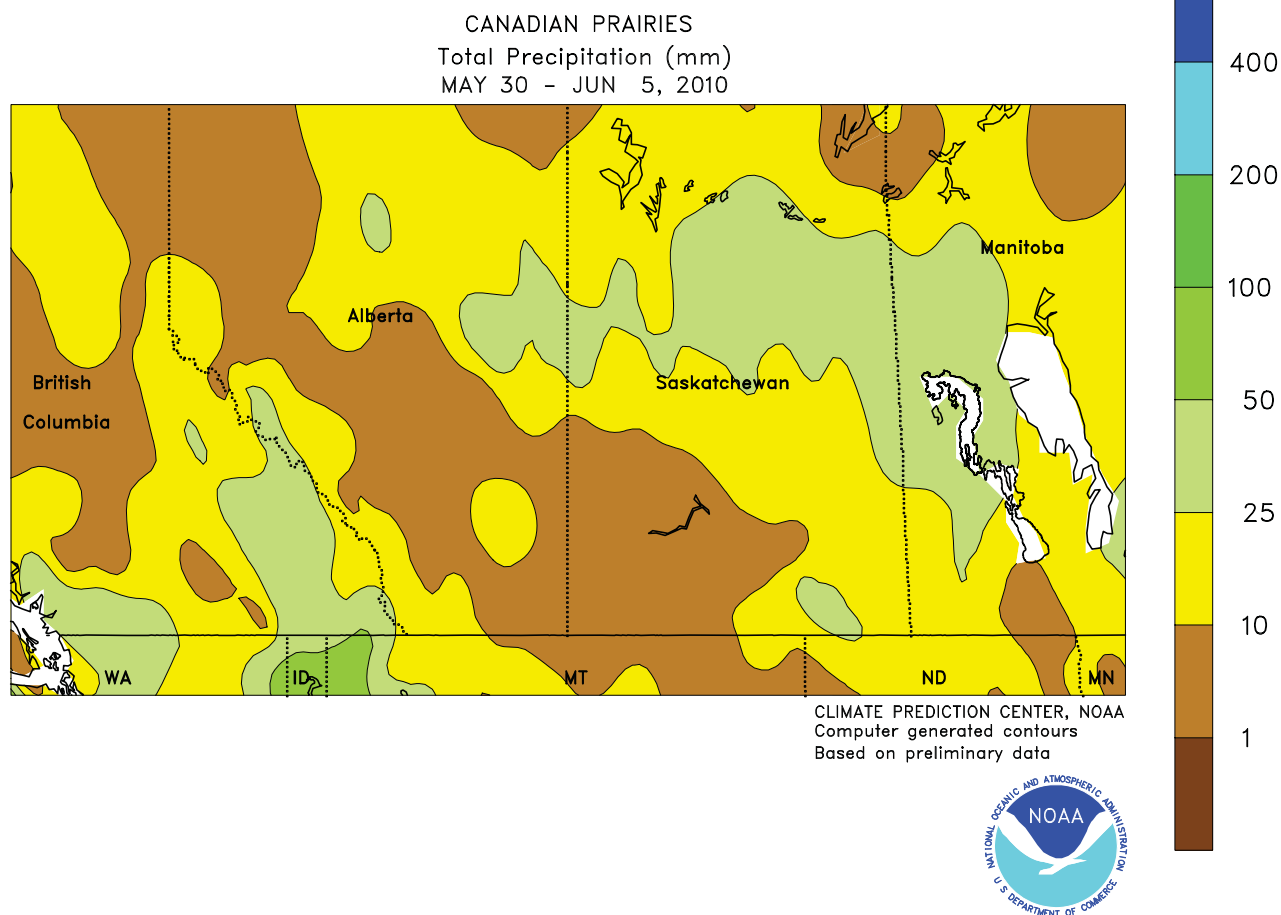 CANADIAN PRAIRIES
Total Precipitation (mm)
MAY 30 - JUN 5, 2010
400
200
100
50
25
10
1
Manitoba
Alberta
British
Columbia
Saskatchewan
WA
ID
MT
ND
MN
CLIMATE PREDICTION CENTER, NOAA
Computer generated contours
Based on preliminary data
NATIONAL OCEANIC AND ATMOSPHERIC ADMINISTRATION
NOAA
U S DEPARTMENT OF COMMERCE